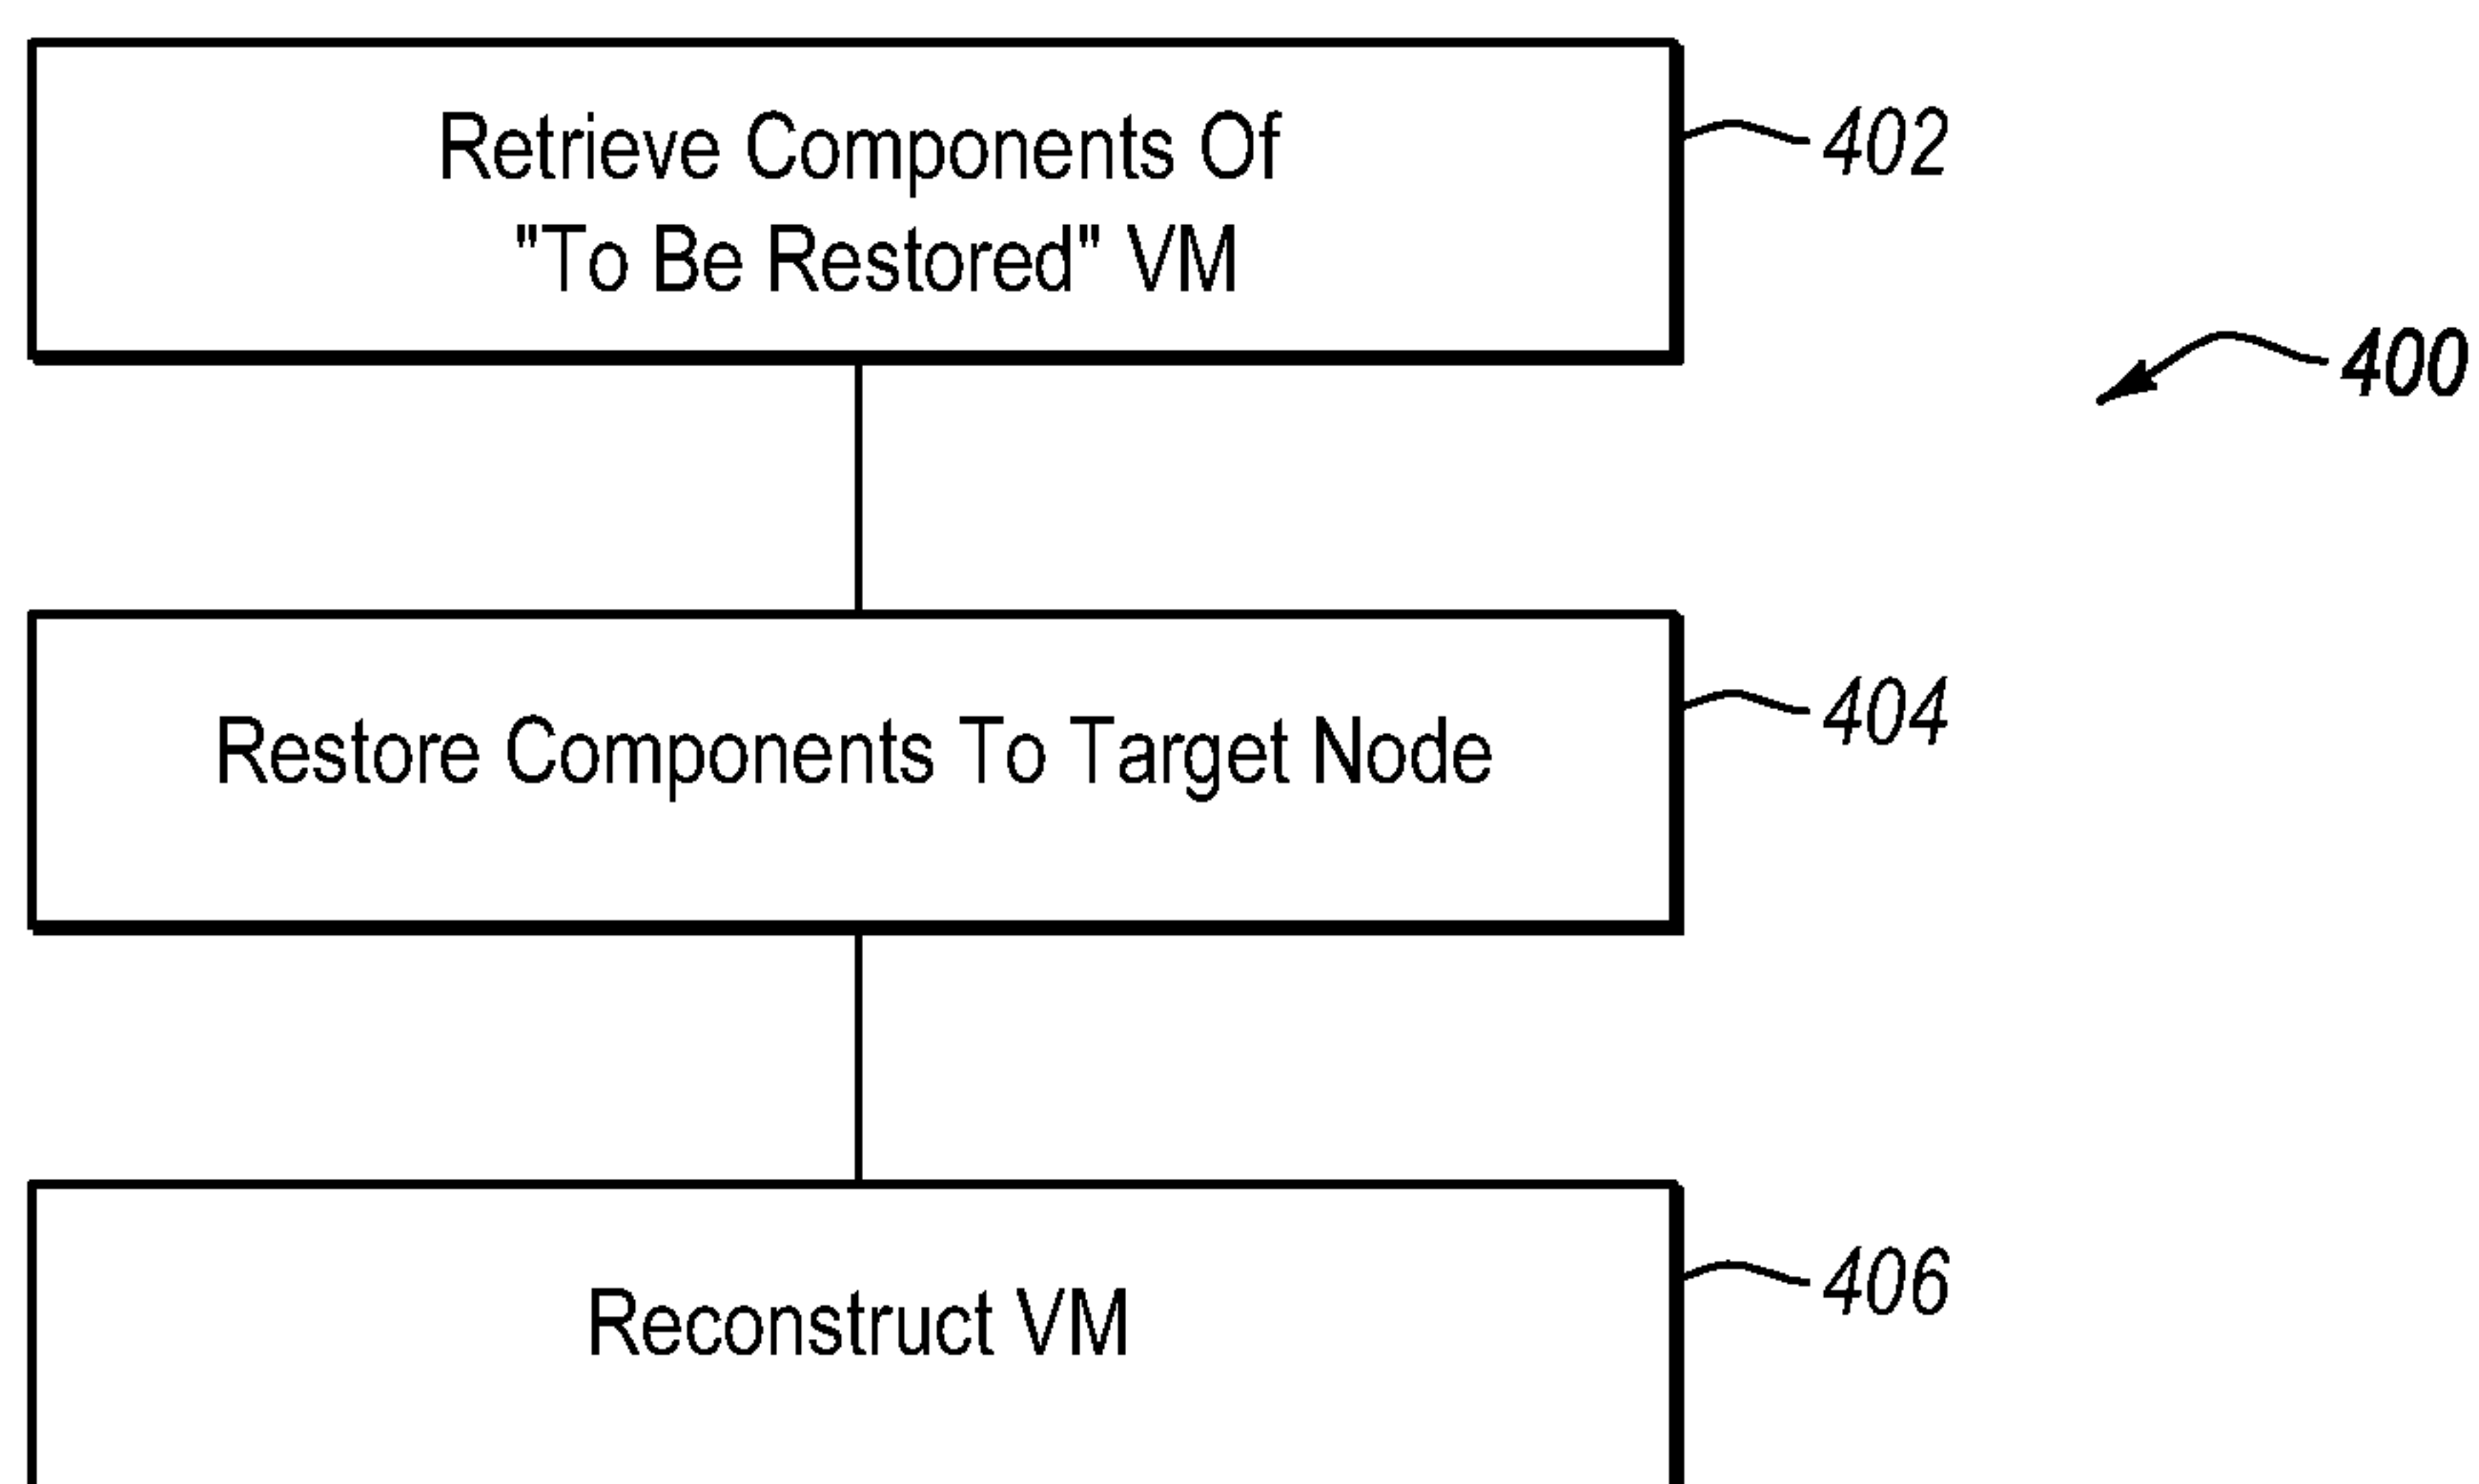 Retrieve Components Of
"To Be Restored" VM
402
400
Restore Components To Target Node
404
Reconstruct VM
406